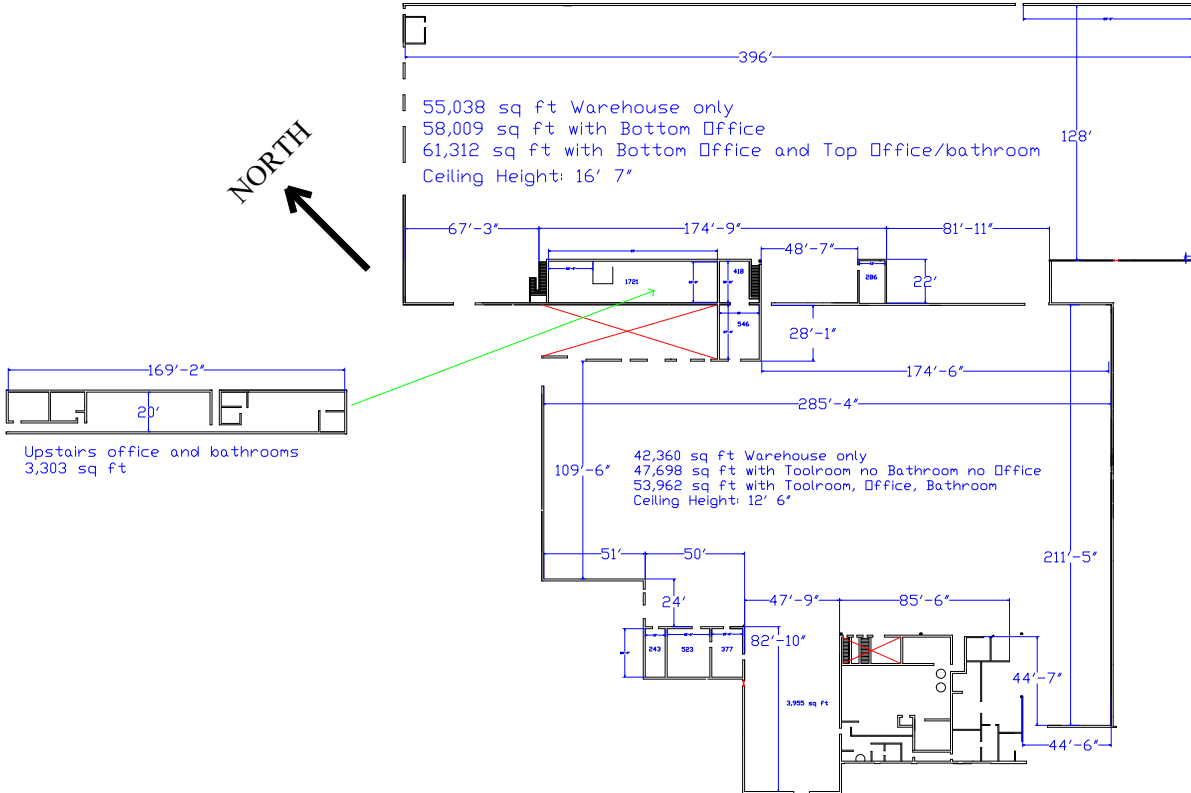 396'
55,038 sq ft Warehouse only
58,009 sq ft with Bottom Office
61,312 sq ft with Bottom Office and Top Office/bathroom
Ceiling Height: 16' 7"
128'
NORTH
67'-3"
174'-9"
81'-11"
48'-7"
418
286
1721
22'
546
28'-1"
169'-2"
174'-6"
20'
285'-4"
Upstairs office and bathrooms
3,303 sq ft
42,360 sq ft Warehouse only
47,698 sq ft with Toolroom no Bathroom no Office
53,962 sq ft with Toolroom, Office, Bathroom
Ceiling Height: 12' 6"
109'-6"
51'
50'
211'-5"
24'
47'-9"
85'-6"
82'-10"
243
523
377
44'-7"
3,955 sq ft
44'-6"